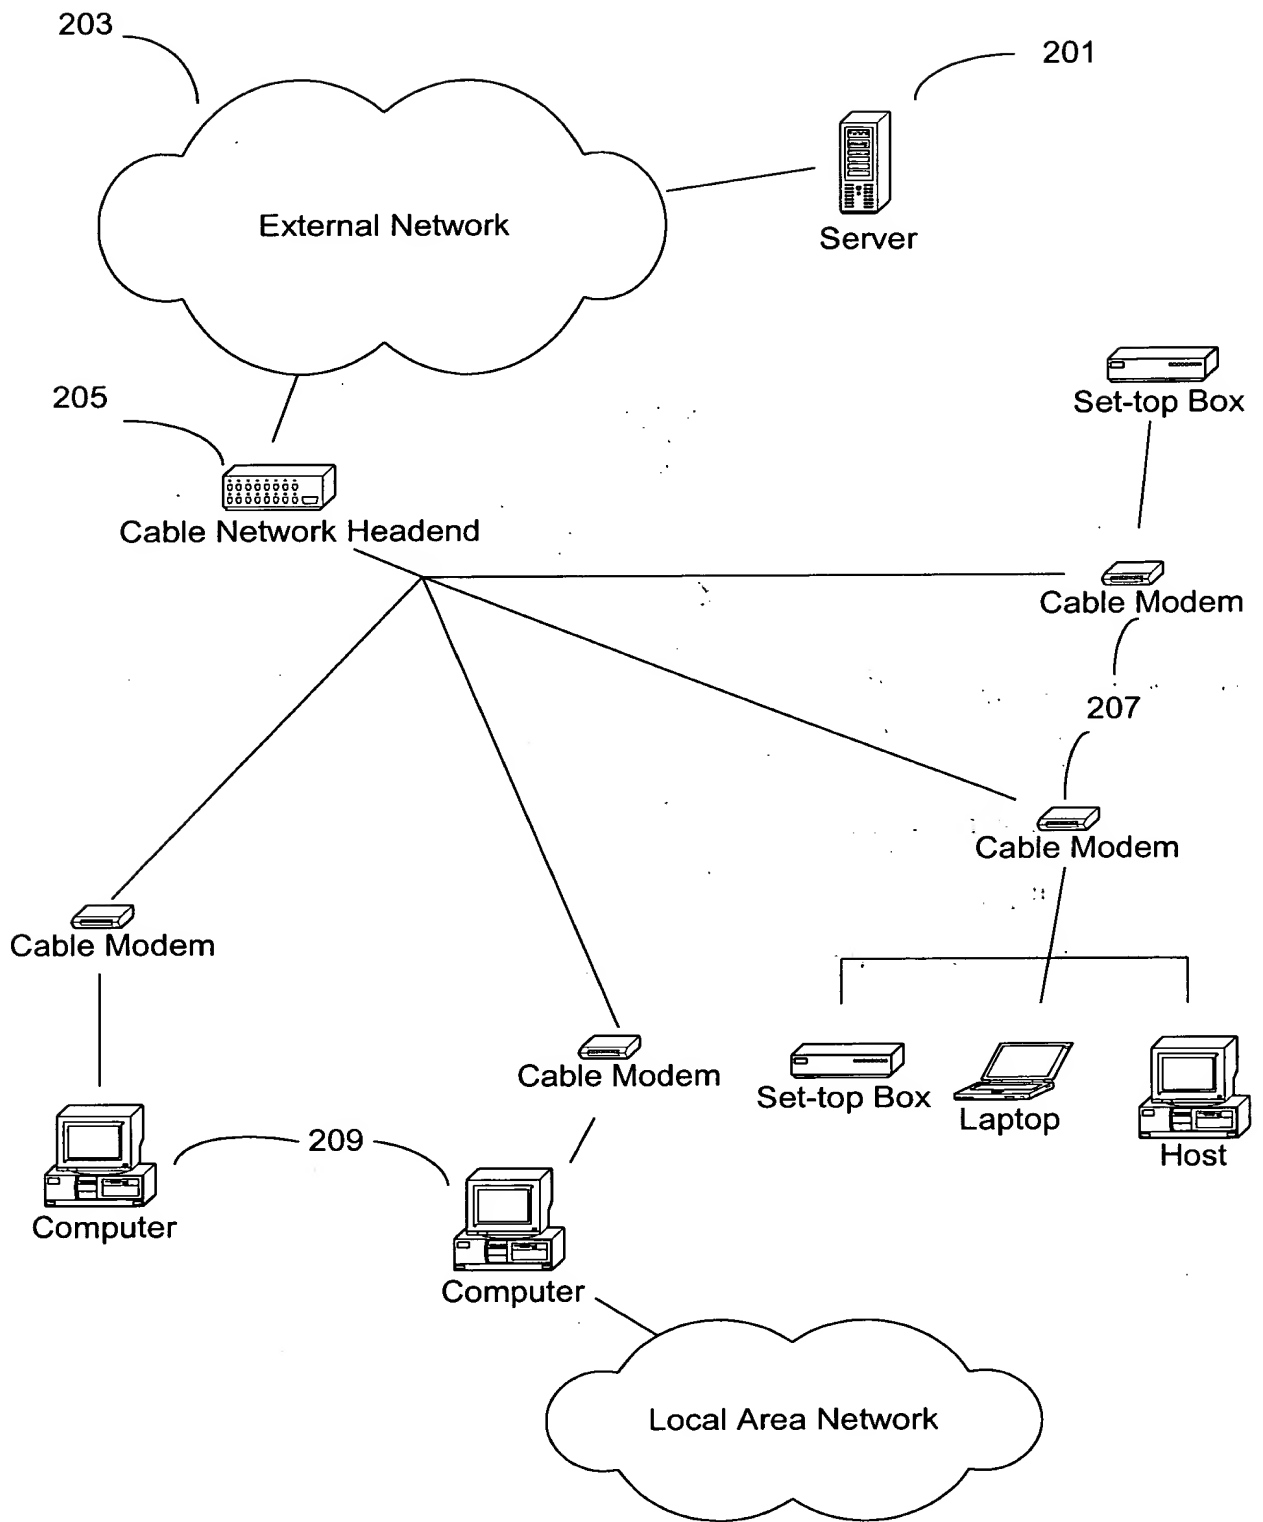 203
201
External Network
Server
205
Set-top Box
Cable Network Headend
Cable Modem
207
Cable Modem
Cable Modem
Cable Modem
Set-top Box
Laptop
Host
209
Computer
Computer
Local Area Network